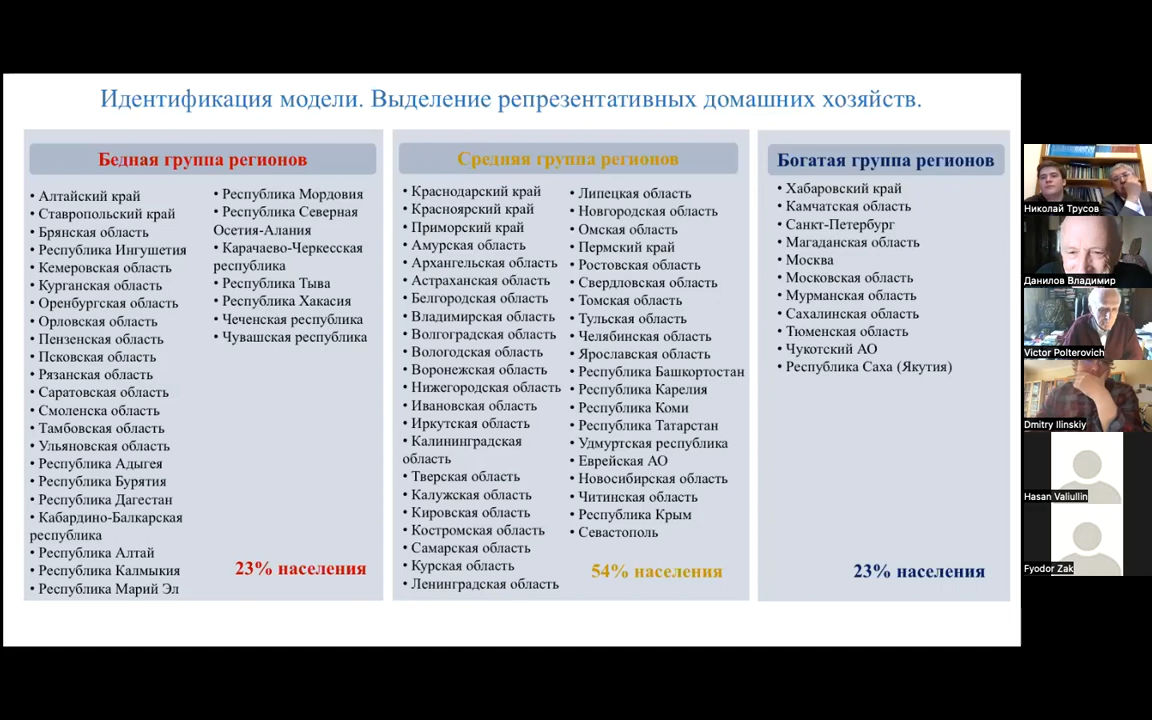 Идентификация модели. Выделение репрезентативных домашних хозяйств.
Бедная группа регионов
• Алтайский край
• Ставропольский край
• Брянская область
• Республика Ингушетия
• Кемеровская область
• Курганская область
• Оренбургская область
• Орловская область
• Пензенская область
• Псковская область
• Рязанская область
• Саратовская область
• Смоленска область
• Тамбовская область
• Ульяновская область
• Республика Адыгея
• Республика Бурятия
• Республика Дагестан
• Кабардино-Балкарская
республика
• Республика Алтай
• Республика Калмыкия
• Республика Марий Эл
• Республика Мордовия
• Республика Северная
Осетия-Алания
• Карачаево-Черкесская
республика
• Республика Тыва
• Республика Хакасия
• Чеченская республика
• Чувашская республика
23% населения
Средняя группа регионов
• Краснодарский край
• Красноярский край
• Приморский край
• Амурская область
• Архангельская область
• Астраханская область
• Белгородская область
• Владимирская область
• Волгоградская область
• Вологодская область
• Воронежская область
• Нижегородская область
• Ивановская область
• Иркутская область
• Калининградская
область
• Тверская область
• Калужская область
• Кировская область
• Костромская область
• Самарская область
• Курская область
• Ленинградская область
• Липецкая область
• Новгородская область
• Омская область
• Пермский край
• Ростовская область
• Свердловская область
• Томская область
• Тульская область
• Челябинская область
• Ярославская область
• Республика Башкортостан
• Республика Карелия
• Республика Коми
• Республика Татарстан
• Удмуртская республика
• Еврейская АО
• Новосибирская область
• Читинская область
• Республика Крым
• Севастополь
54% населения
Богатая группа регионов
• Хабаровский край
• Камчатская область
• Санкт-Петербург
• Магаданская область
• Москва
• Московская область
• Мурманская область
• Сахалинская область
• Тюменская область
• Чукотский АО
• Республика Саха (Якутия)
23% населения
Николай Трусов
Данилов Владимир
Victor Polterovich
Dmitry Ilinskiy
Hasan Valiullin
Fyodor Zak